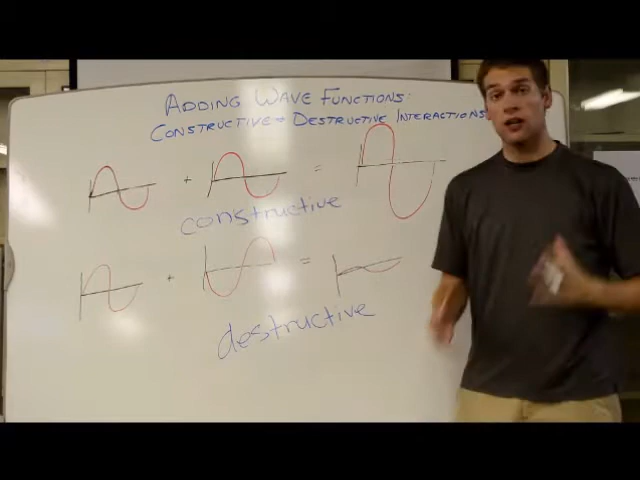 ADDING WAVE FUNCTIONS:
CONSTRUCTIVE + DESTRUCTIVE INTERACTIONS
+ =
constructive
+ =
destructive